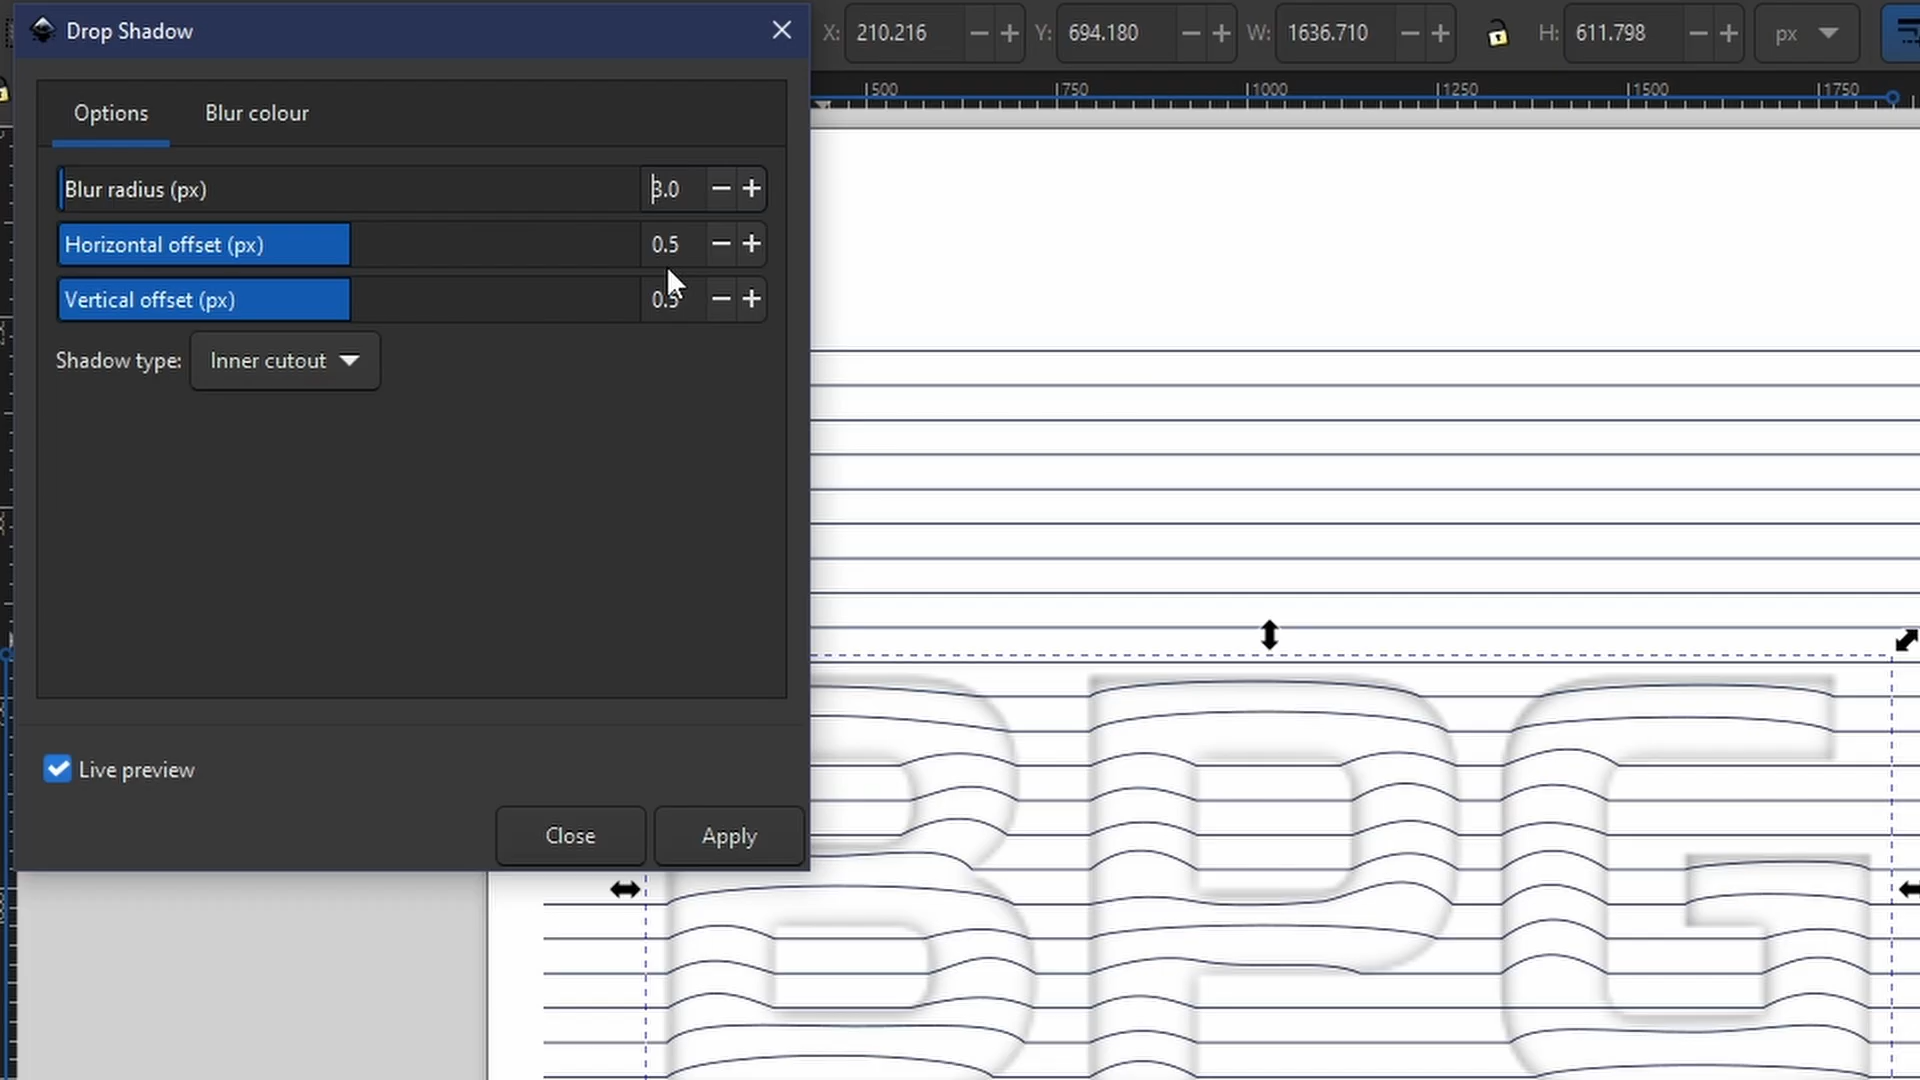 Drop Shadow
X: 210.216 Y: 694.180 W: 1636.710 H: 611.798 px
500 750 1000 1250 1500 1750
Options Blur colour
Blur radius (px) 3.0
Horizontal offset (px) 0.5
Vertical offset (px) 0.5
Shadow type: Inner cutout
Live preview
Close Apply
BPG